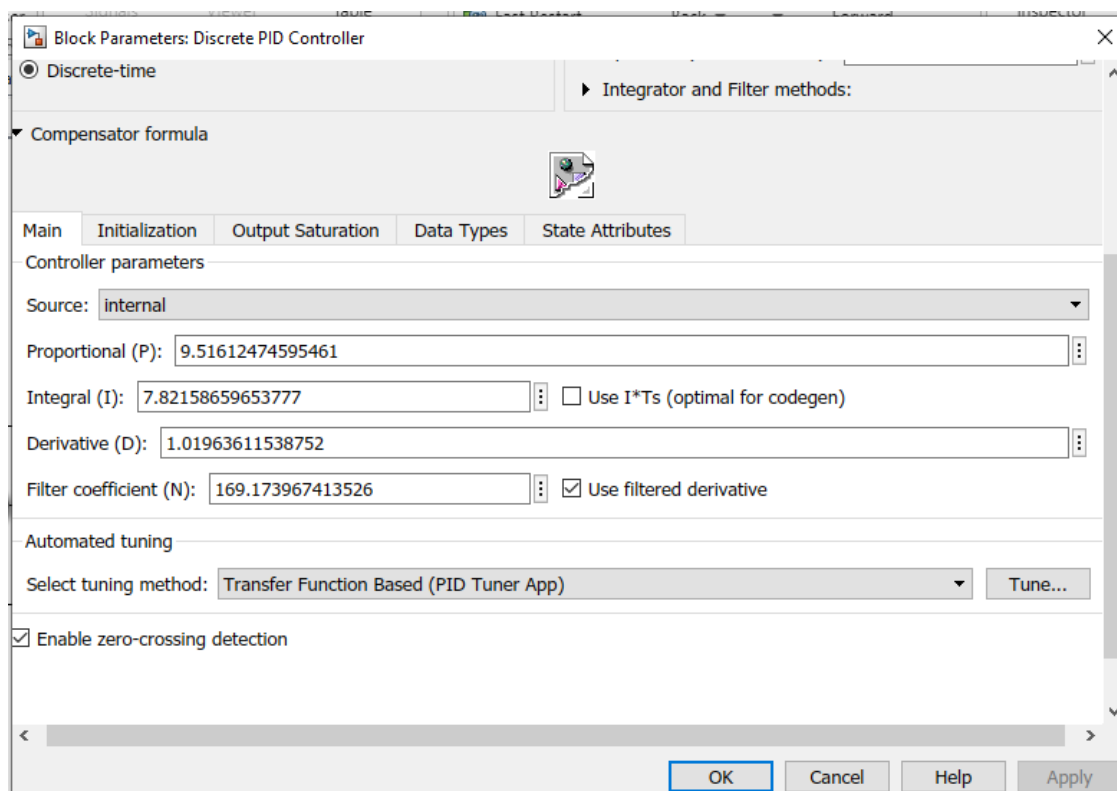 Block Parameters: Discrete PID Controller
Discrete-time
Integrator and Filter methods:
Compensator formula
Main Initialization Output Saturation Data Types State Attributes
Controller parameters
Source: internal
Proportional (P): 9.51612474595461
Integral (I): 7.82158659653777 Use I*Ts (optimal for codegen)
Derivative (D): 1.01963611538752
Filter coefficient (N): 169.173967413526 Use filtered derivative
Automated tuning
Select tuning method: Transfer Function Based (PID Tuner App) Tune...
Enable zero-crossing detection
OK Cancel Help Apply